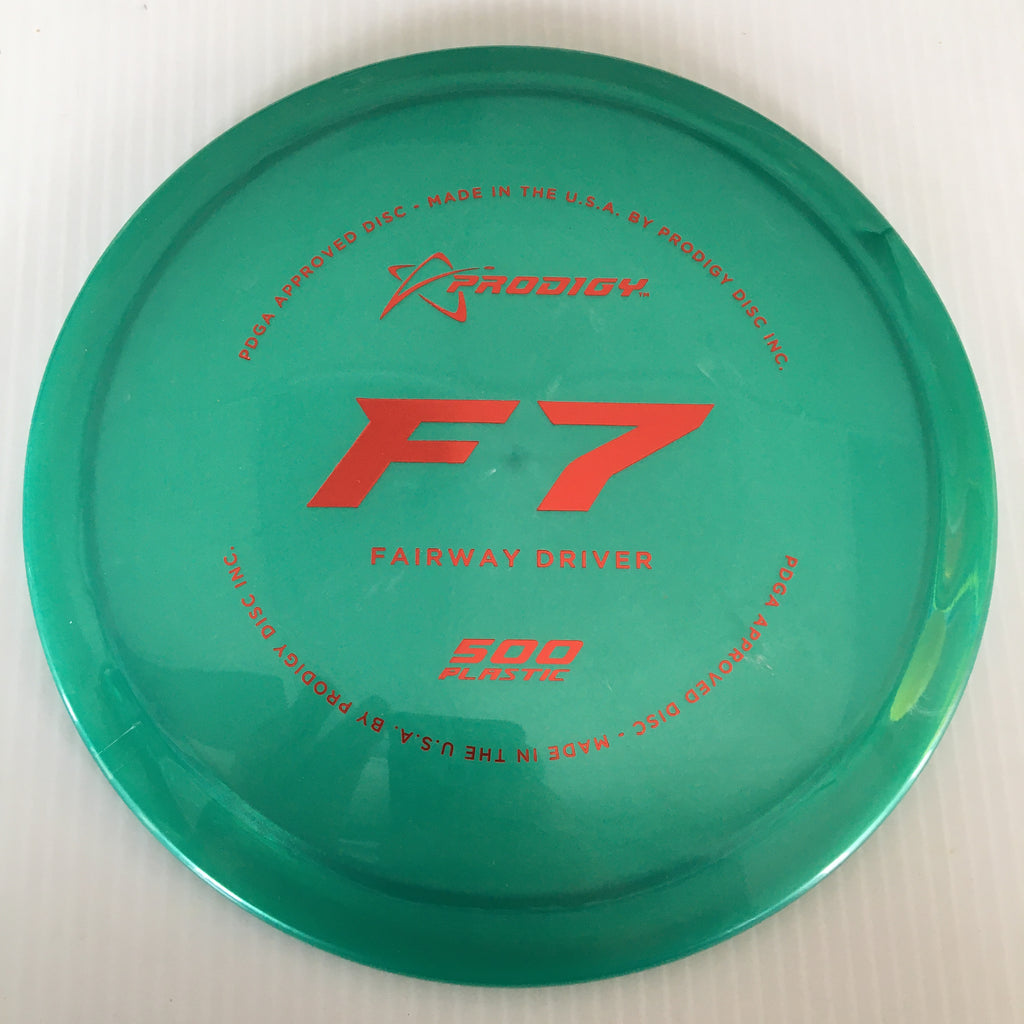 PDGA APPROVED DISC - MADE IN THE U.S.A. BY PRODIGY DISC INC.
PRODIGY™
F7
FAIRWAY DRIVER
500
PLASTIC
PDGA APPROVED DISC - MADE IN THE U.S.A. BY PRODIGY DISC INC.